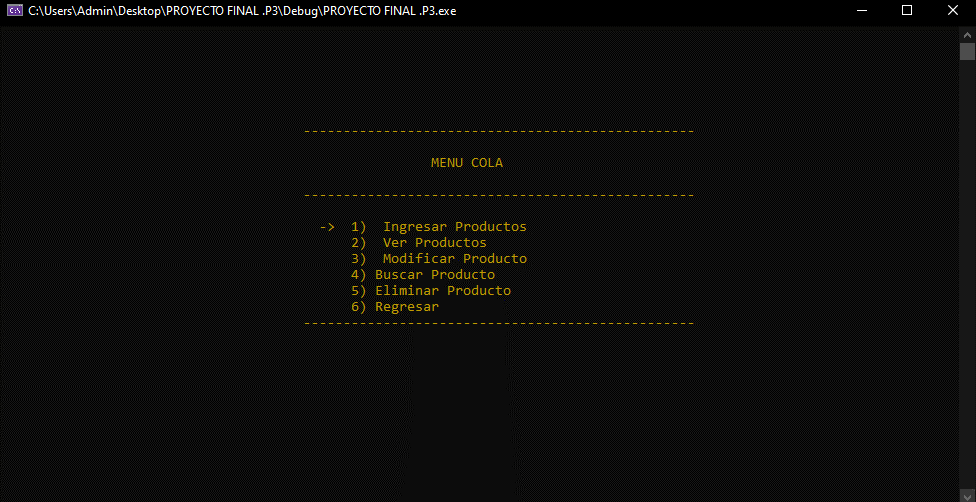 C:\Users\Admin\Desktop\PROYECTO FINAL .P3\Debug\PROYECTO FINAL .P3.exe
-------------------------------------------------
MENU COLA
-------------------------------------------------
->  1)  Ingresar Productos
2)  Ver Productos
3)  Modificar Producto
4) Buscar Producto
5) Eliminar Producto
6) Regresar
-------------------------------------------------